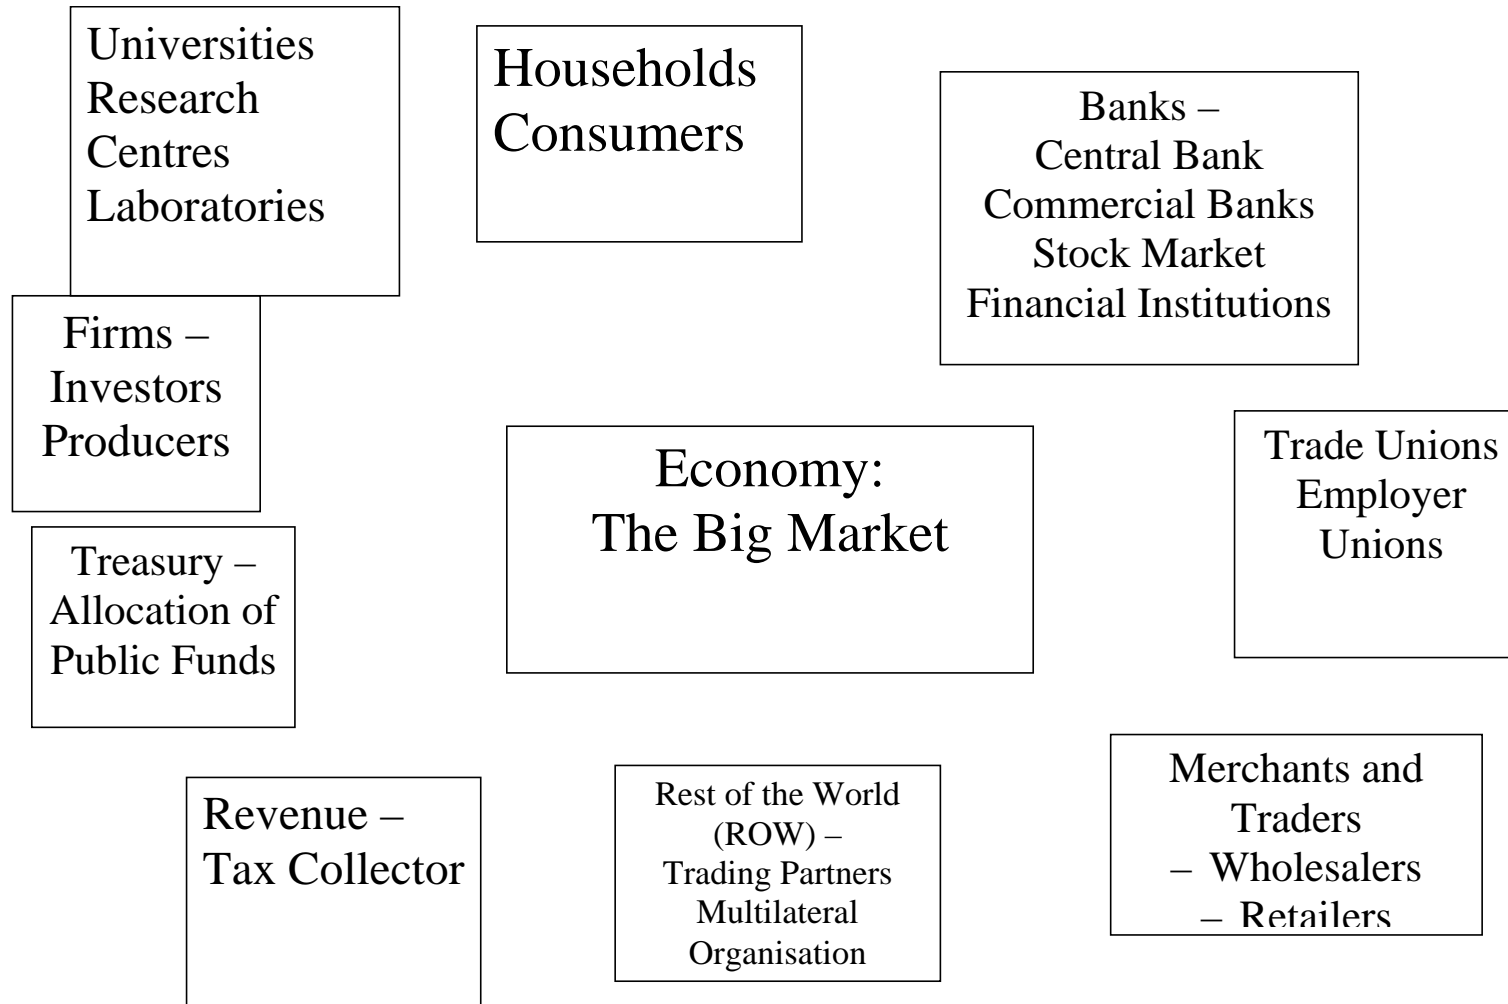 Universities
Research
Centres
Laboratories
Households
Consumers
Banks –
Central Bank
Commercial Banks
Stock Market
Financial Institutions
Firms –
Investors
Producers
Economy:
The Big Market
Trade Unions
Employer
Unions
Treasury –
Allocation of
Public Funds
Revenue –
Tax Collector
Rest of the World
(ROW) –
Trading Partners
Multilateral
Organisation
Merchants and
Traders
– Wholesalers
– Retailers